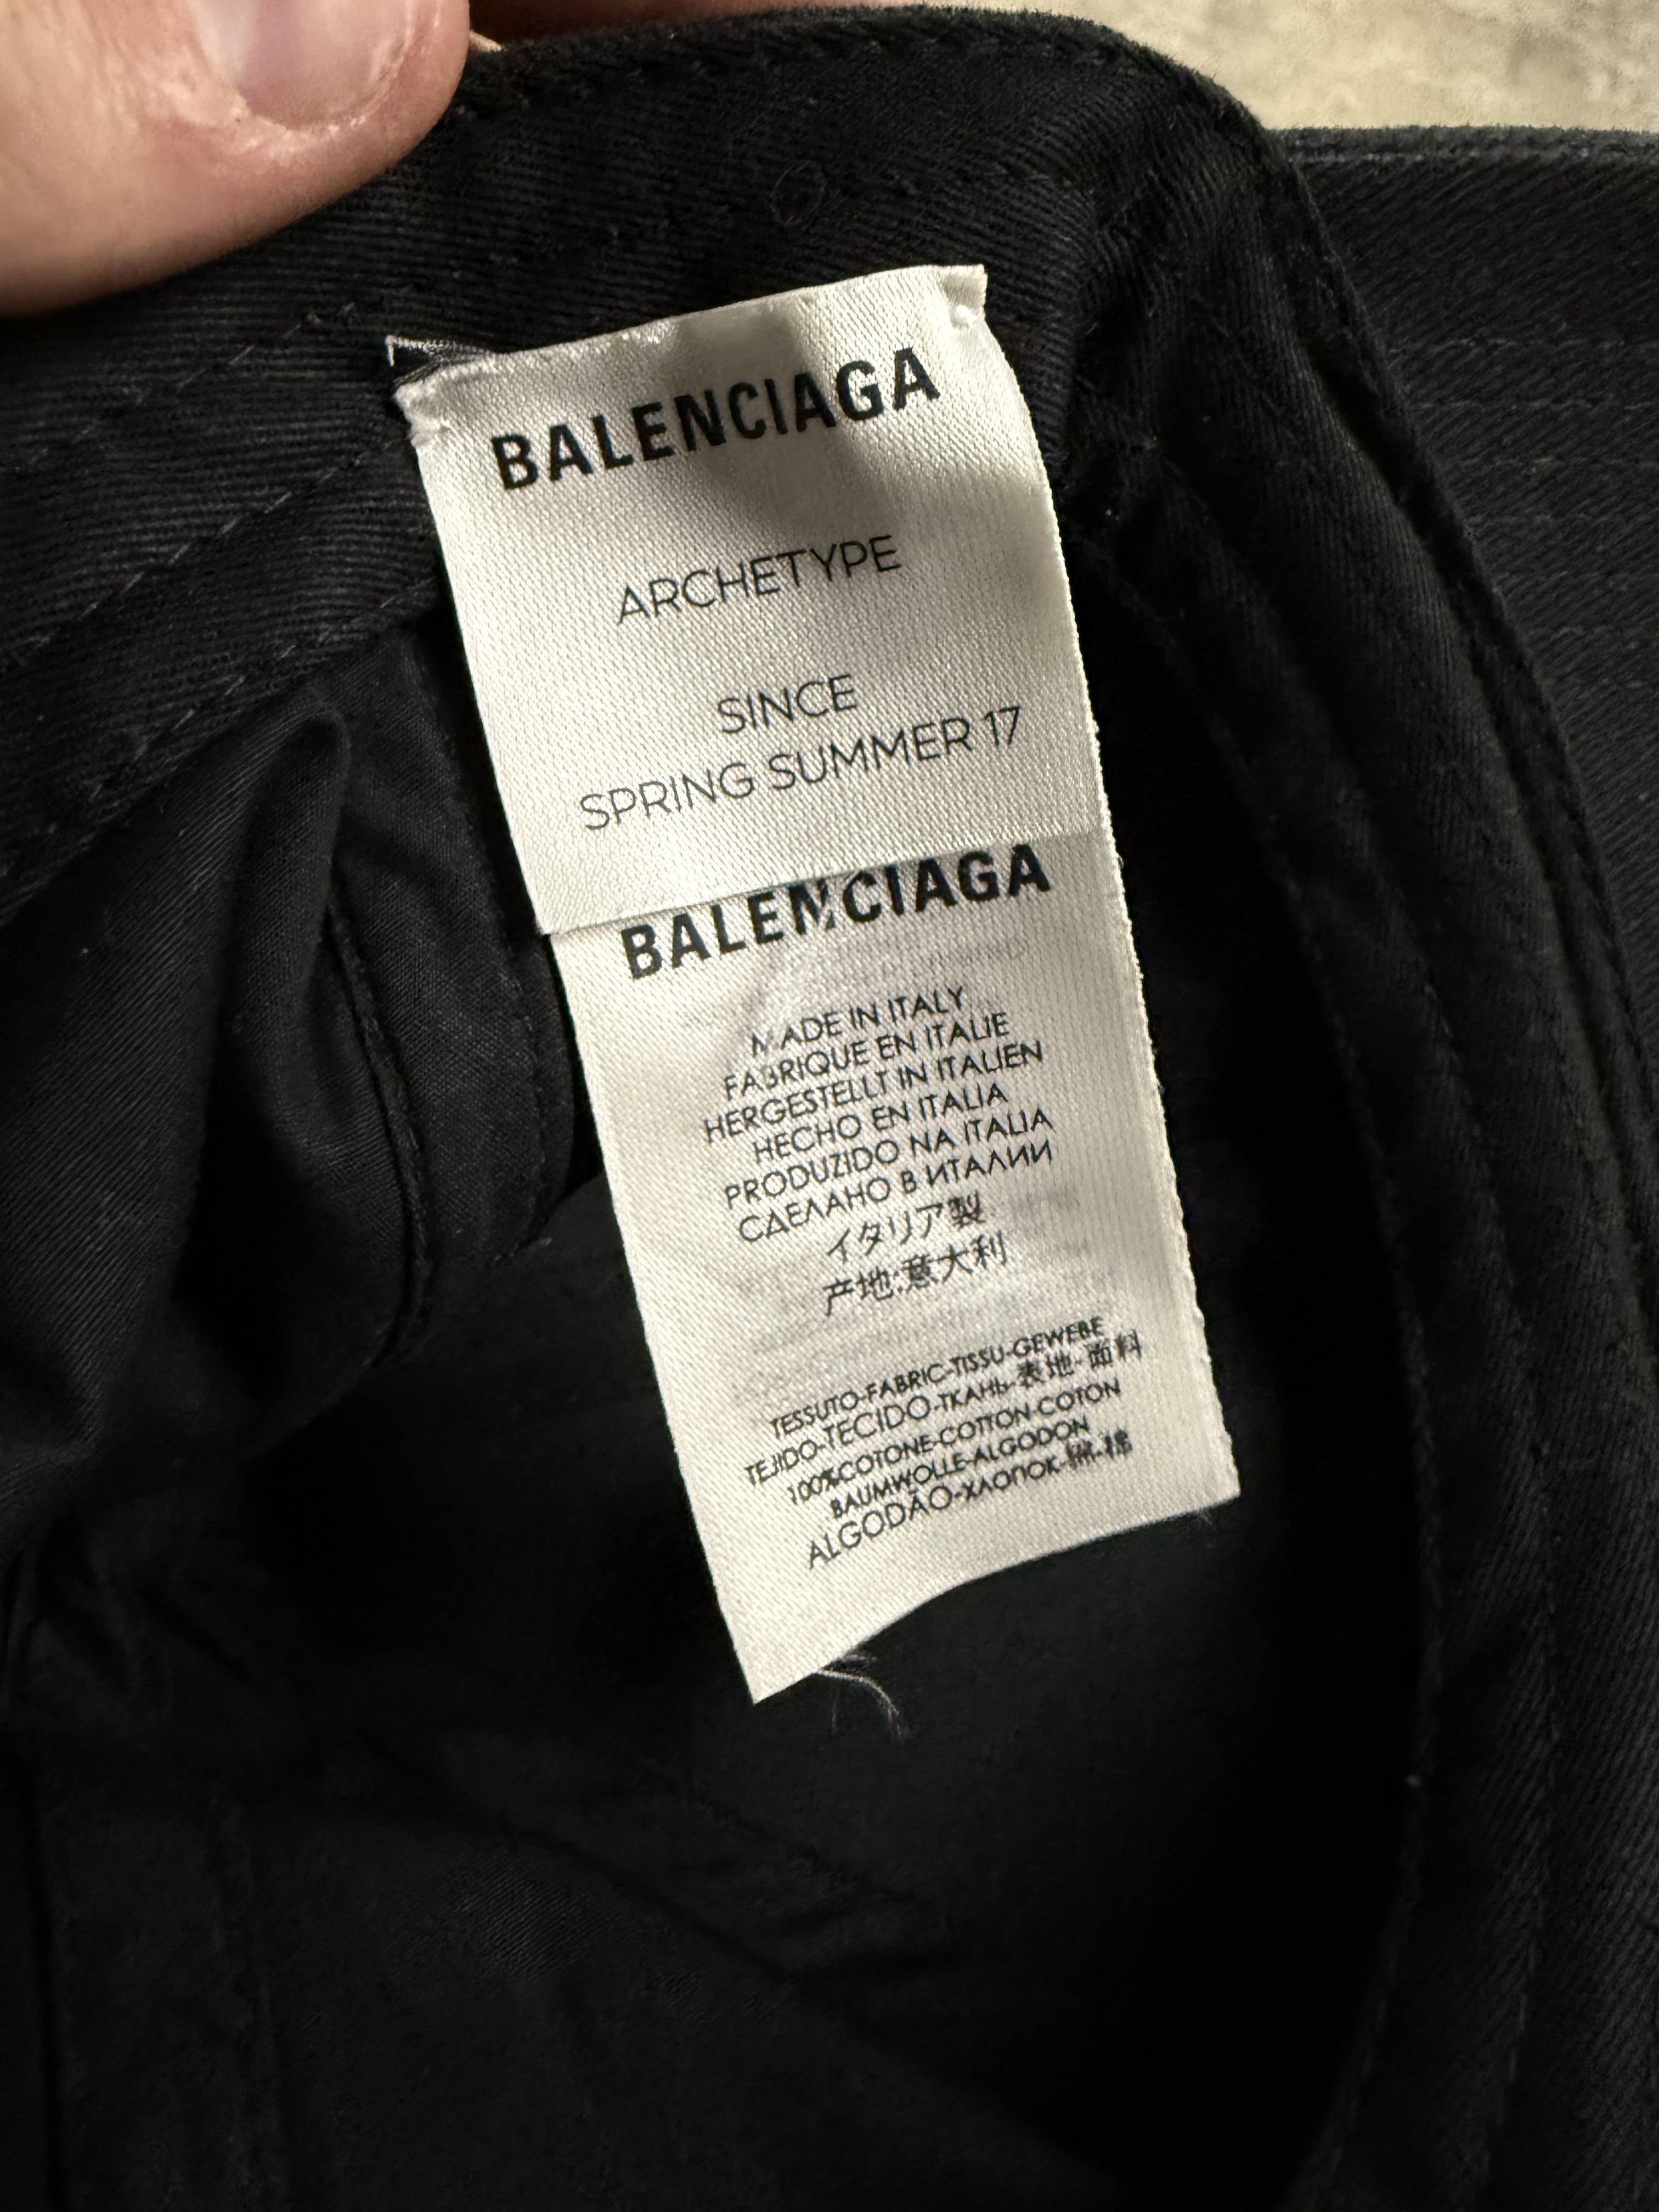 BALENCIAGA
ARCHETYPE
SINCE
SPRING SUMMER 17
BALENCIAGA
MADE IN ITALY
FABRIQUE EN ITALIE
HERGESTELLT IN ITALIEN
HECHO EN ITALIA
PRODUZIDO NA ITALIA
СДЕЛАНО В ИТАЛИИ
イタリア製
产地:意大利
TESSUTO-FABRIC-TISSU-GEWEBE
TEJIDO-TECIDO-ТКАНЬ-表地-面料
100%COTONE-COTTON-COTON
BAUMWOLLE-ALGODON
ALGODÃO-ХЛОПОК-綿-棉